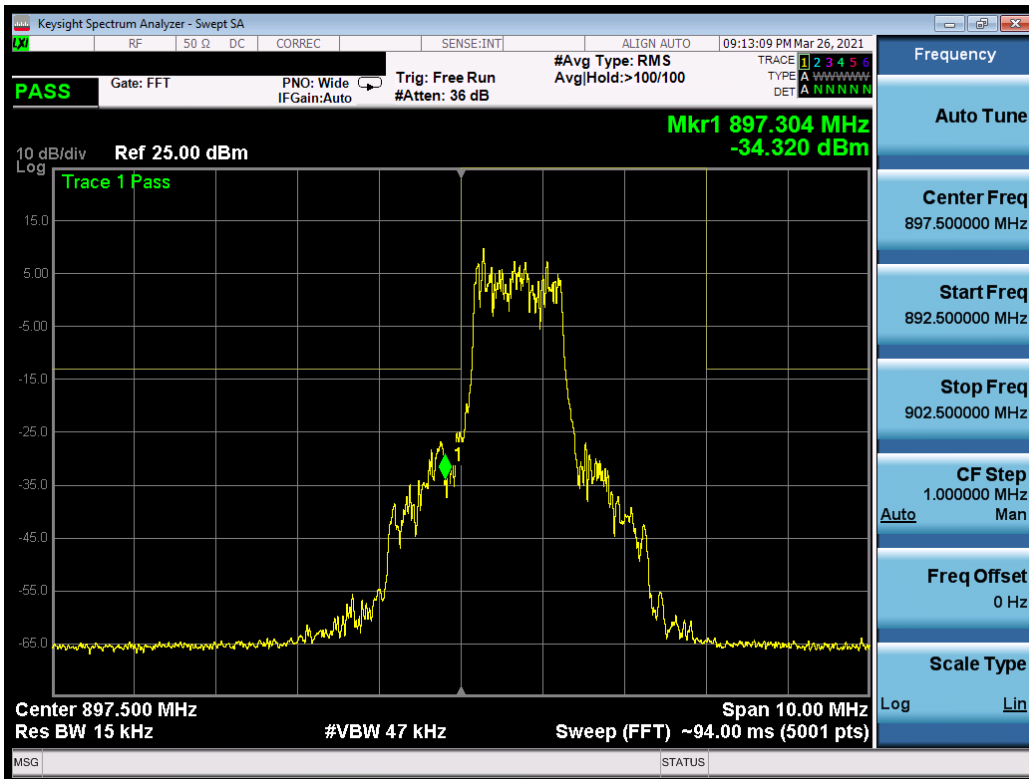 Keysight Spectrum Analyzer - Swept SA
LXI RF 50 Ω DC CORREC SENSE:INT ALIGN AUTO 09:13:09 PM Mar 26, 2021
PASS
Gate: FFT
PNO: Wide
IFGain:Auto
Trig: Free Run
#Atten: 36 dB
#Avg Type: RMS
Avg|Hold:>100/100
TRACE 1 2 3 4 5 6
TYPE A WWWWW
DET A N N N N N
Mkr1 897.304 MHz
-34.320 dBm
10 dB/div Ref 25.00 dBm
Log
Trace 1 Pass
15.0
5.00
-5.00
-15.0
-25.0
1
-35.0
-45.0
-55.0
-65.0
Center 897.500 MHz Span 10.00 MHz
Res BW 15 kHz #VBW 47 kHz Sweep (FFT) ~94.00 ms (5001 pts)
MSG STATUS
Frequency
Auto Tune
Center Freq
897.500000 MHz
Start Freq
892.500000 MHz
Stop Freq
902.500000 MHz
CF Step
1.000000 MHz
Auto Man
Freq Offset
0 Hz
Scale Type
Log Lin